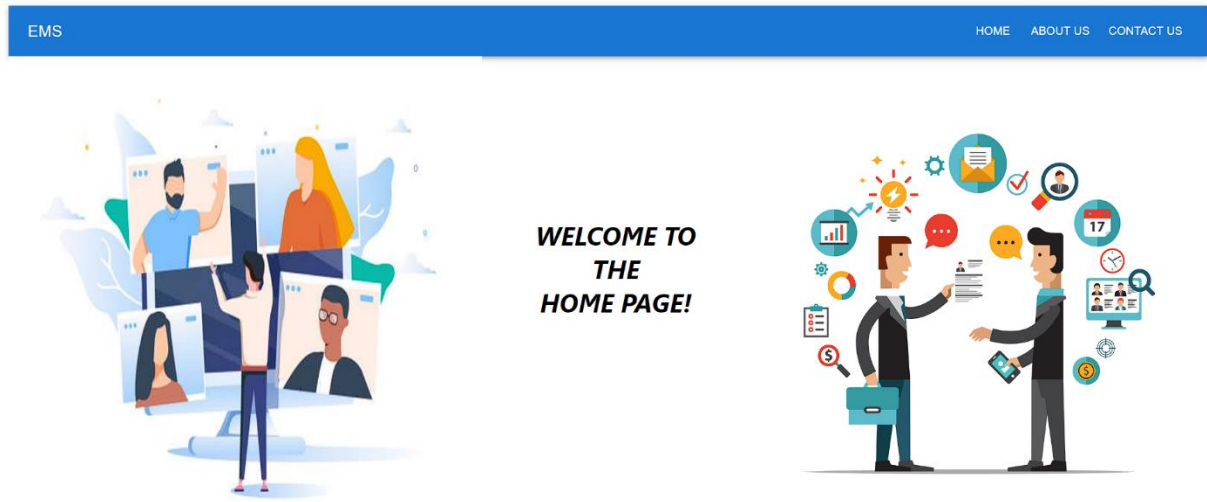 EMS
HOME ABOUT US CONTACT US
WELCOME TO
THE
HOME PAGE!
17